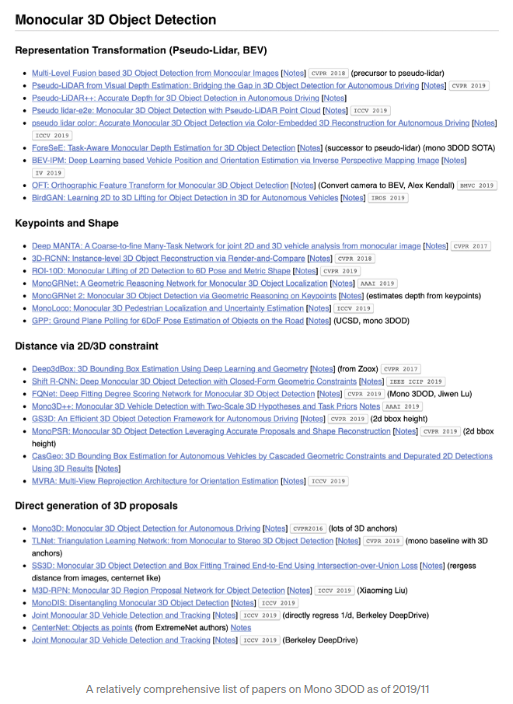 Monocular 3D Object Detection
Representation Transformation (Pseudo-Lidar, BEV)
• Multi-Level Fusion based 3D Object Detection from Monocular Images [Notes] CVPR 2018 (precursor to pseudo-lidar)
• Pseudo-LiDAR from Visual Depth Estimation: Bridging the Gap in 3D Object Detection for Autonomous Driving [Notes] CVPR 2019
• Pseudo-LiDAR++: Accurate Depth for 3D Object Detection in Autonomous Driving [Notes]
• Pseudo lidar-e2e: Monocular 3D Object Detection with Pseudo-LiDAR Point Cloud [Notes] ICCV 2019
• pseudo lidar color: Accurate Monocular 3D Object Detection via Color-Embedded 3D Reconstruction for Autonomous Driving [Notes]
ICCV 2019
• ForeSeE: Task-Aware Monocular Depth Estimation for 3D Object Detection [Notes] (successor to pseudo-lidar) (mono 3DOD SOTA)
• BEV-IPM: Deep Learning based Vehicle Position and Orientation Estimation via Inverse Perspective Mapping Image [Notes]
IV 2019
• OFT: Orthographic Feature Transform for Monocular 3D Object Detection [Notes] (Convert camera to BEV, Alex Kendall) BMVC 2019
• BirdGAN: Learning 2D to 3D Lifting for Object Detection in 3D for Autonomous Vehicles [Notes] IROS 2019
Keypoints and Shape
• Deep MANTA: A Coarse-to-fine Many-Task Network for joint 2D and 3D vehicle analysis from monocular image [Notes] CVPR 2017
• 3D-RCNN: Instance-level 3D Object Reconstruction via Render-and-Compare [Notes] CVPR 2018
• ROI-10D: Monocular Lifting of 2D Detection to 6D Pose and Metric Shape [Notes] CVPR 2019
• MonoGRNet: A Geometric Reasoning Network for Monocular 3D Object Localization [Notes] AAAI 2019
• MonoGRNet 2: Monocular 3D Object Detection via Geometric Reasoning on Keypoints [Notes] (estimates depth from keypoints)
• MonoLoco: Monocular 3D Pedestrian Localization and Uncertainty Estimation [Notes] ICCV 2019
• GPP: Ground Plane Polling for 6DoF Pose Estimation of Objects on the Road [Notes] (UCSD, mono 3DOD)
Distance via 2D/3D constraint
• Deep3dBox: 3D Bounding Box Estimation Using Deep Learning and Geometry [Notes] (from Zoox) CVPR 2017
• Shift R-CNN: Deep Monocular 3D Object Detection with Closed-Form Geometric Constraints [Notes] IEEE ICIP 2019
• FQNet: Deep Fitting Degree Scoring Network for Monocular 3D Object Detection [Notes] CVPR 2019 (Mono 3DOD, Jiwen Lu)
• Mono3D++: Monocular 3D Vehicle Detection with Two-Scale 3D Hypotheses and Task Priors Notes AAAI 2019
• GS3D: An Efficient 3D Object Detection Framework for Autonomous Driving [Notes] CVPR 2019 (2d bbox height)
• MonoPSR: Monocular 3D Object Detection Leveraging Accurate Proposals and Shape Reconstruction [Notes] CVPR 2019 (2d bbox
height)
• CasGeo: 3D Bounding Box Estimation for Autonomous Vehicles by Cascaded Geometric Constraints and Depurated 2D Detections
Using 3D Results [Notes]
• MVRA: Multi-View Reprojection Architecture for Orientation Estimation [Notes] ICCV 2019
Direct generation of 3D proposals
• Mono3D: Monocular 3D Object Detection for Autonomous Driving [Notes] CVPR2016 (lots of 3D anchors)
• TLNet: Triangulation Learning Network: from Monocular to Stereo 3D Object Detection [Notes] CVPR 2019 (mono baseline with 3D
anchors)
• SS3D: Monocular 3D Object Detection and Box Fitting Trained End-to-End Using Intersection-over-Union Loss [Notes] (rergess
distance from images, centernet like)
• M3D-RPN: Monocular 3D Region Proposal Network for Object Detection [Notes] ICCV 2019 (Xiaoming Liu)
• MonoDIS: Disentangling Monocular 3D Object Detection [Notes] ICCV 2019
• Joint Monocular 3D Vehicle Detection and Tracking [Notes] ICCV 2019 (directly regress 1/d, Berkeley DeepDrive)
• CenterNet: Objects as points (from ExtremeNet authors) Notes
• Joint Monocular 3D Vehicle Detection and Tracking [Notes] ICCV 2019 (Berkeley DeepDrive)
A relatively comprehensive list of papers on Mono 3DOD as of 2019/11